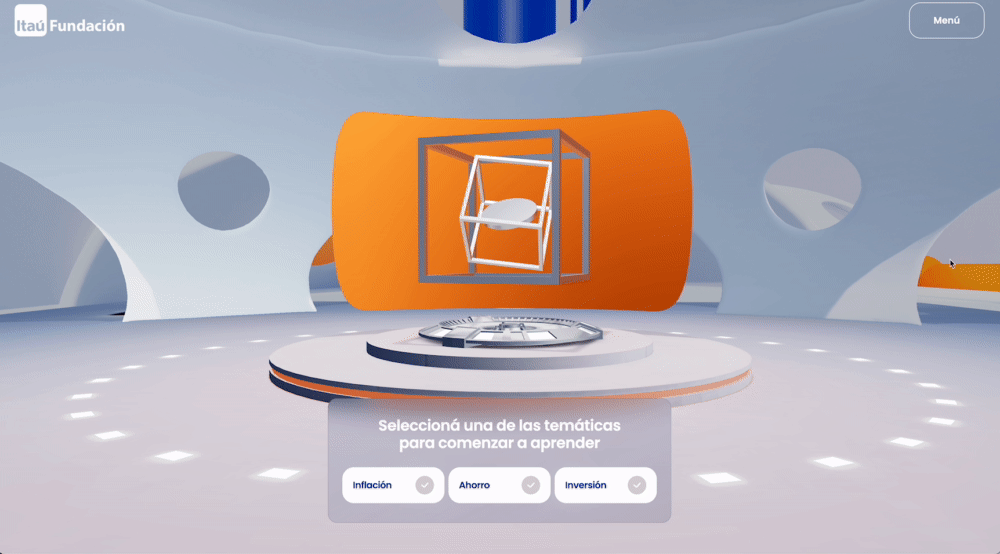 Itaú Fundación
Menú
Seleccioná una de las temáticas
para comenzar a aprender
Inflación
Ahorro
Inversión